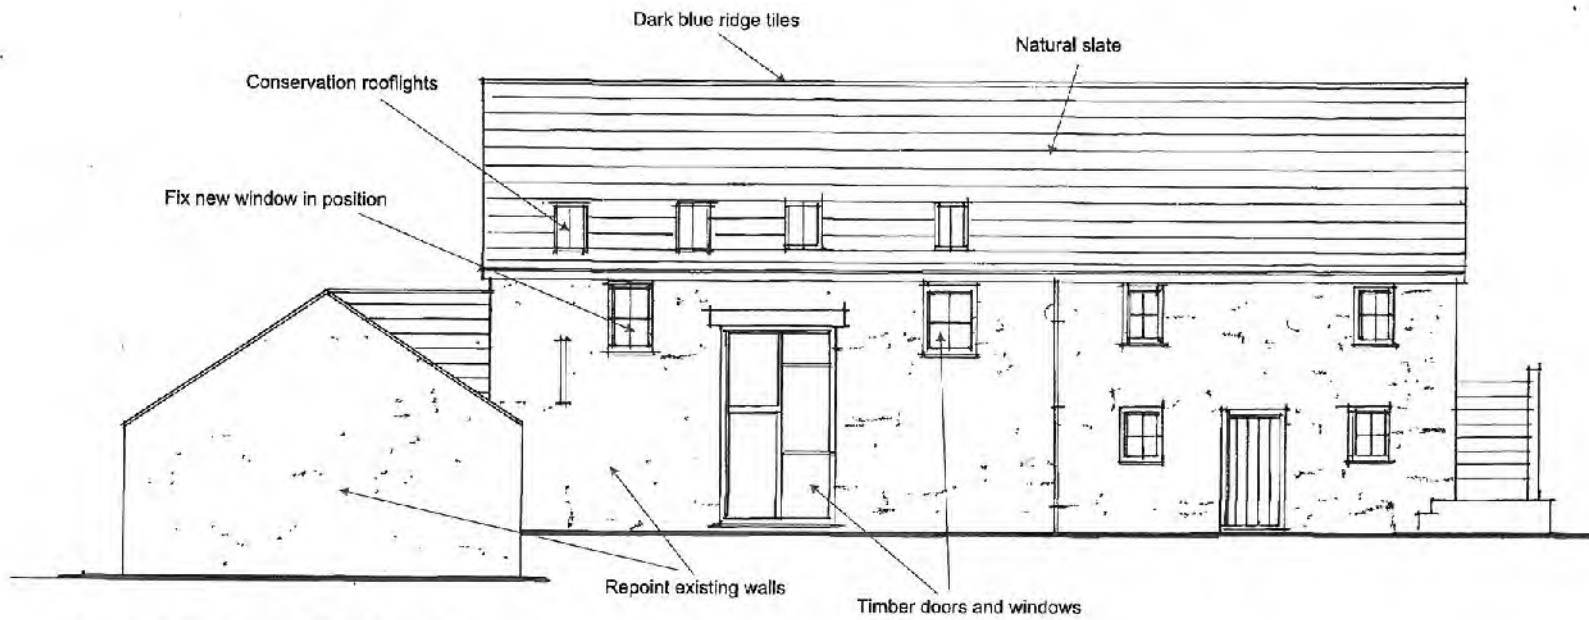 Dark blue ridge tiles
Natural slate
Conservation rooflights
Fix new window in position
Repoint existing walls
Timber doors and windows